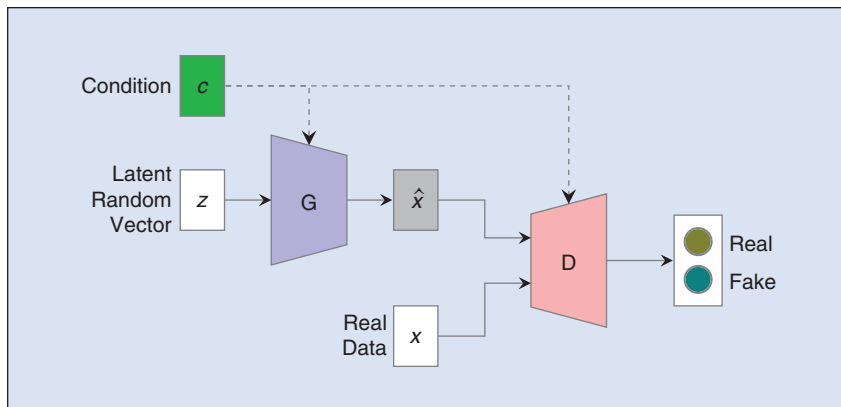 Condition
c
Latent
Random
Vector
z
G
x̂
D
Real
Fake
Real
Data
x